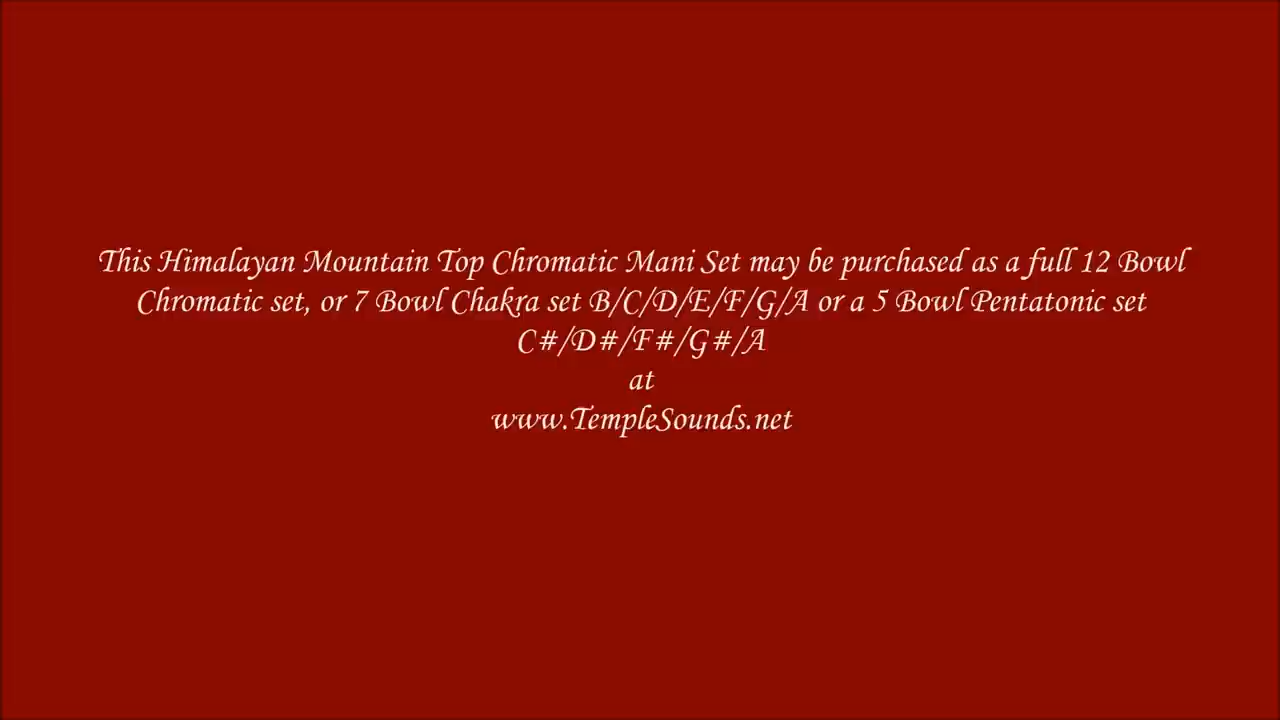 This Himalayan Mountain Top Chromatic Mani Set may be purchased as a full 12 Bowl
Chromatic set, or 7 Bowl Chakra set B/C/D/E/F/G/A or a 5 Bowl Pentatonic set
C#/D#/F#/G#/A
at
www.TempleSounds.net